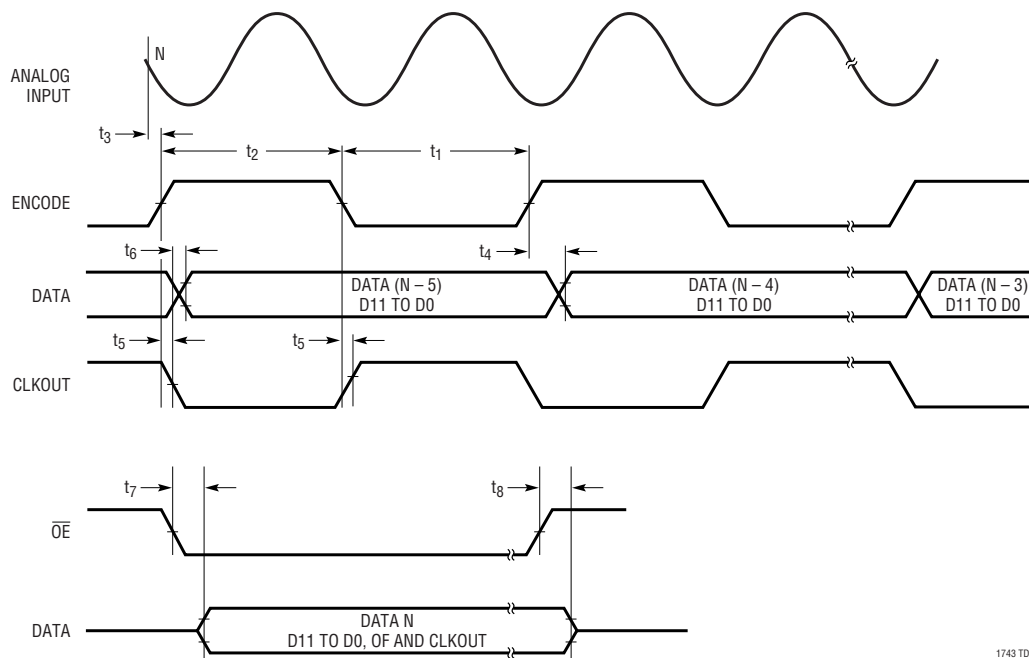 N
ANALOG
INPUT
t3
t2
t1
ENCODE
t6
t4
DATA
DATA (N – 5)
D11 TO D0
DATA (N – 4)
D11 TO D0
DATA (N – 3)
D11 TO D0
t5
t5
CLKOUT
t7
t8
OE
DATA
DATA N
D11 TO D0, OF AND CLKOUT
1743 TD